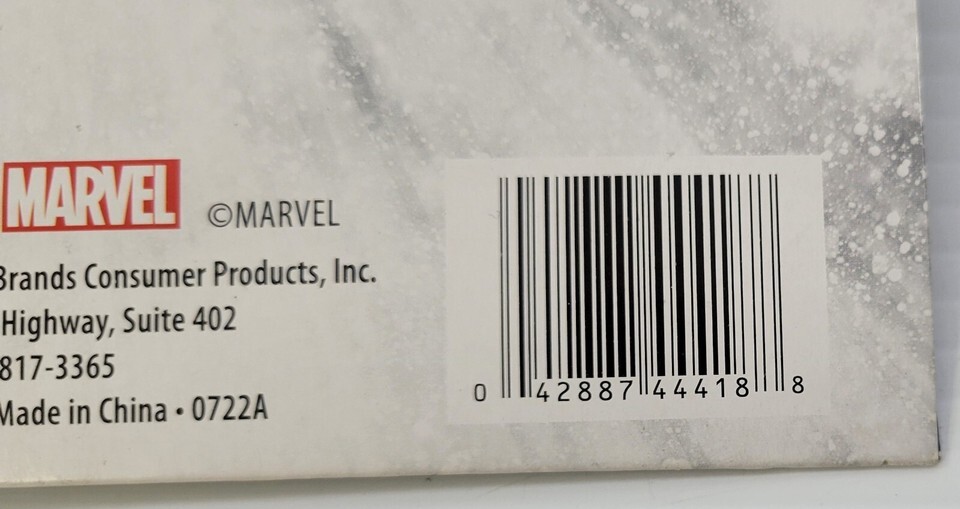 MARVEL
©MARVEL
Brands Consumer Products, Inc.
Highway, Suite 402
817-3365
Made in China • 0722A
0 42887 44418 8